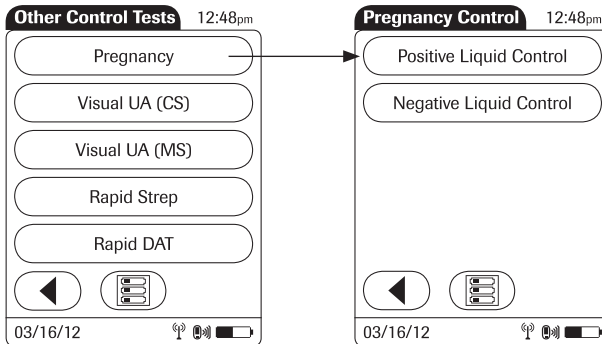 Other Control Tests 12:48pm
Pregnancy
Visual UA (CS)
Visual UA (MS)
Rapid Strep
Rapid DAT
03/16/12
Pregnancy Control 12:48pm
Positive Liquid Control
Negative Liquid Control
03/16/12